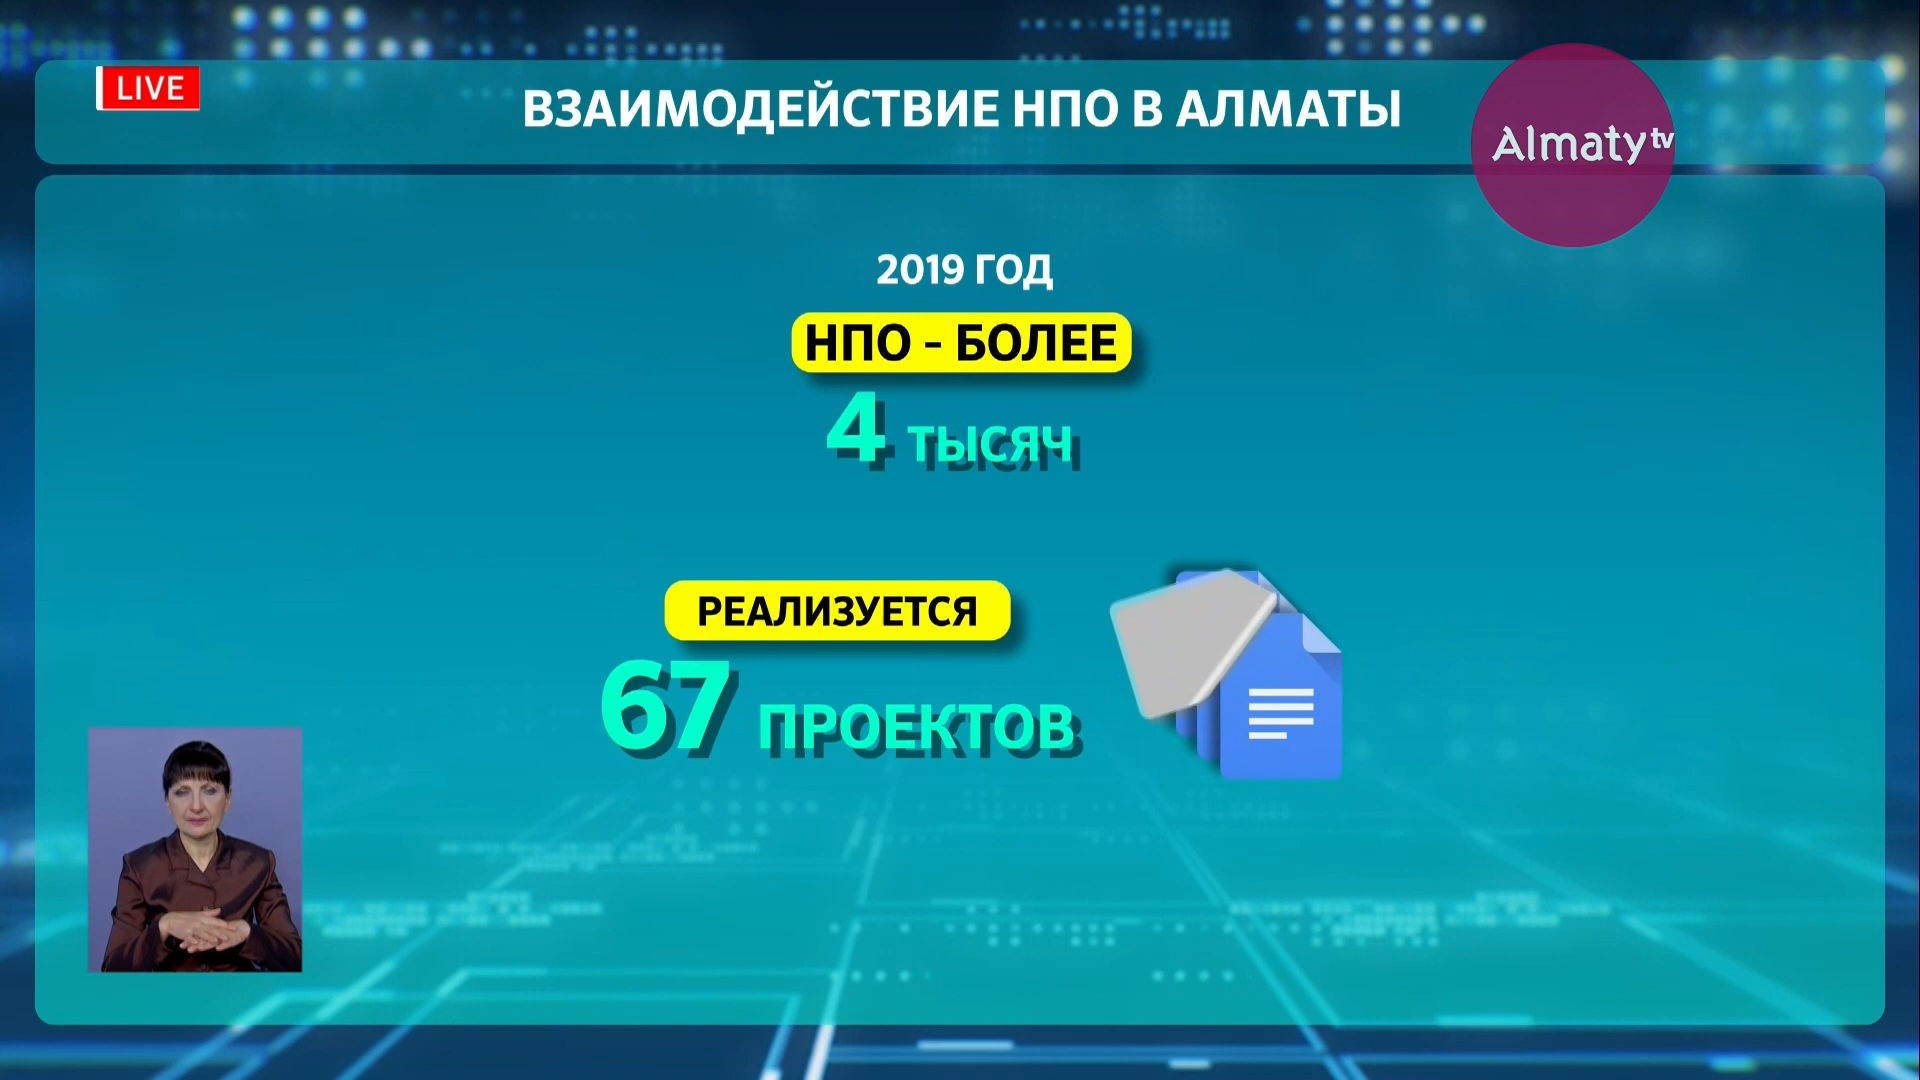 LIVE
ВЗАИМОДЕЙСТВИЕ НПО В АЛМАТЫ
Almaty tv
2019 ГОД
НПО - БОЛЕЕ
4 ТЫСЯЧ
РЕАЛИЗУЕТСЯ
67 ПРОЕКТОВ